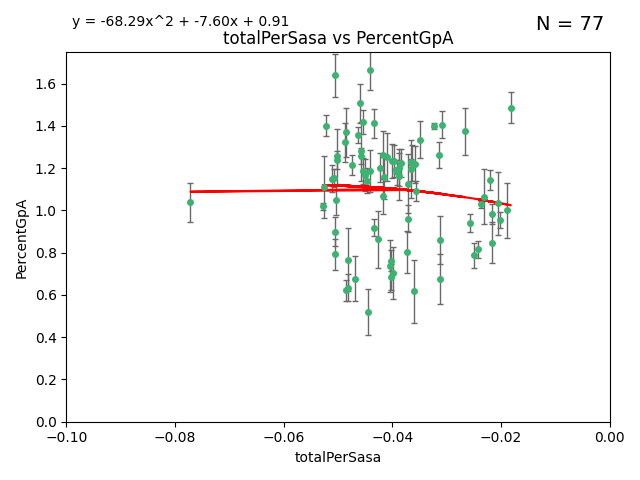 y = -68.29x^2 + -7.60x + 0.91
N = 77
totalPerSasa vs PercentGpA
PercentGpA
1.6
1.4
1.2
1.0
0.8
0.6
0.4
0.2
0.0
−0.10 −0.08 −0.06 −0.04 −0.02 0.00
totalPerSasa